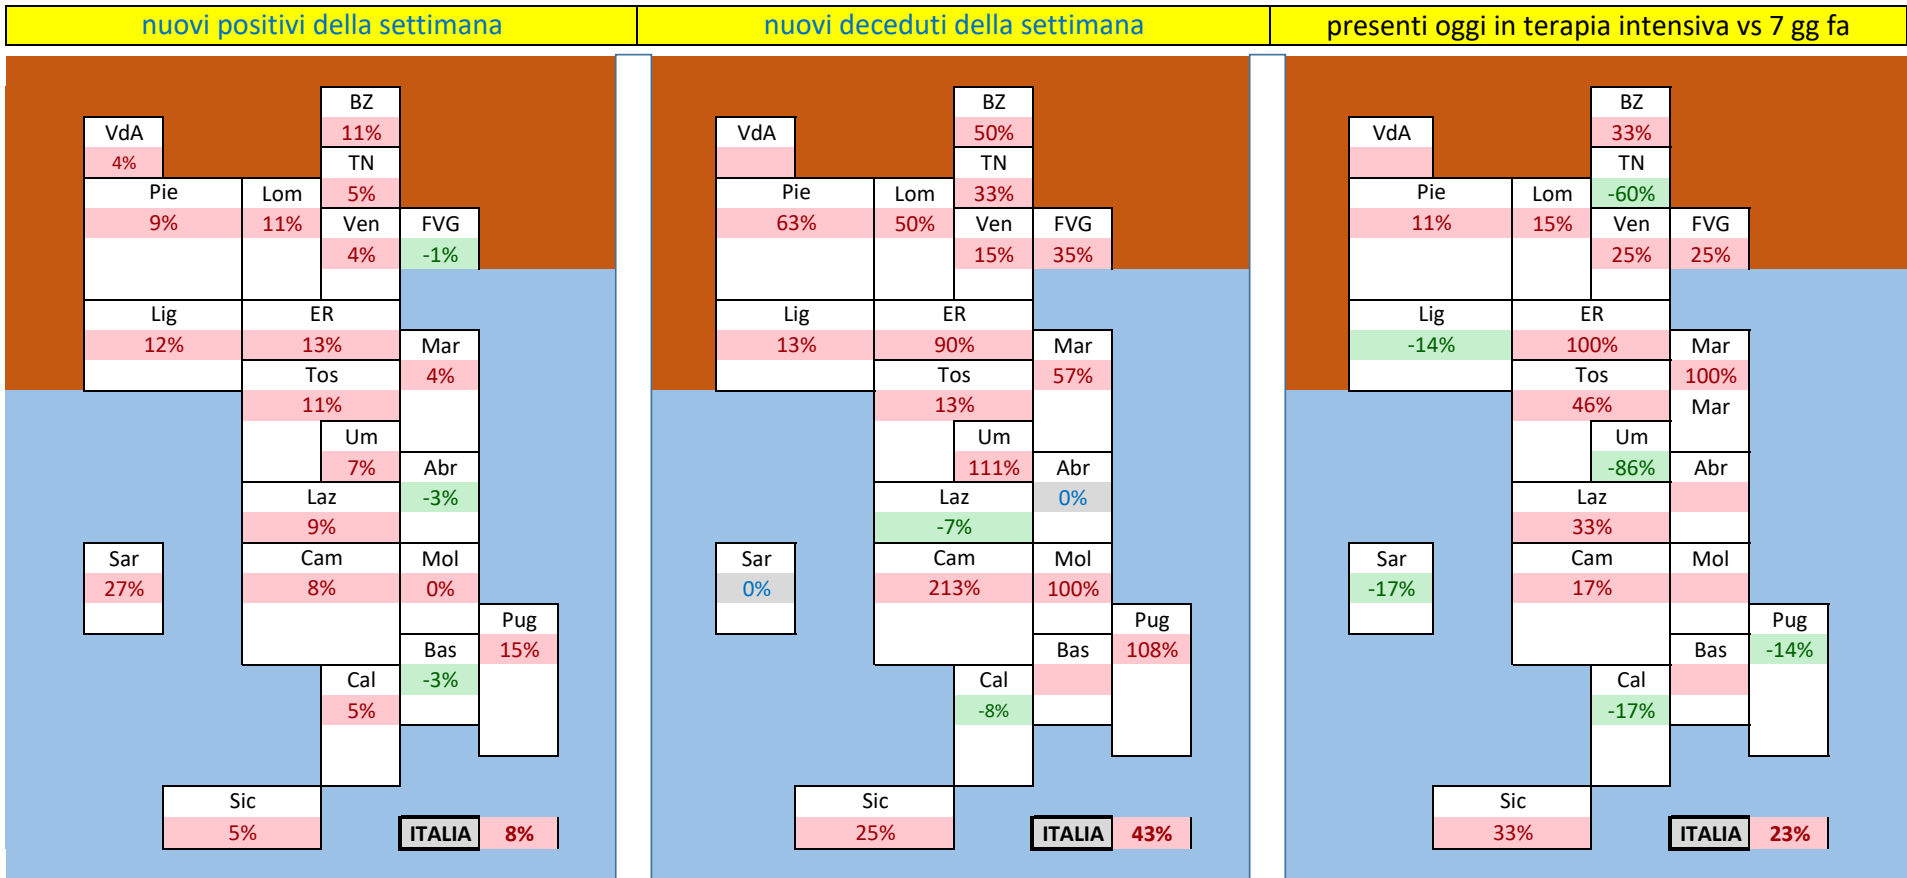 nuovi positivi della settimana
nuovi deceduti della settimana
presenti oggi in terapia intensiva vs 7 gg fa
BZ
VdA 11%
4% TN
Pie Lom 5%
9% 11% Ven FVG
4% -1%
Lig ER
12% 13% Mar
Tos 4%
11%
Um
7% Abr
Laz -3%
9%
Sar Cam Mol
27% 8% 0%
Pug
Bas 15%
Cal -3%
5%
Sic
5% ITALIA 8%
BZ
VdA 50%
TN
Pie Lom 33%
63% 50% Ven FVG
15% 35%
Lig ER
13% 90% Mar
Tos 57%
13%
Um
111% Abr
Laz 0%
-7%
Sar Cam Mol
0% 213% 100%
Pug
Bas 108%
Cal
-8%
Sic
25% ITALIA 43%
BZ
VdA 33%
TN
Pie Lom -60%
11% 15% Ven FVG
25% 25%
Lig ER
-14% 100% Mar
Tos 100%
46% Mar
Um
-86% Abr
Laz
33%
Sar Cam Mol
-17% 17%
Pug
Bas -14%
Cal
-17%
Sic
33% ITALIA 23%